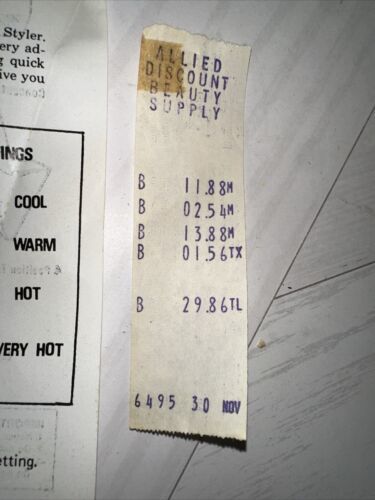 Styler.
ery ad-
g quick
ive you
INGS
COOL
WARM
HOT
VERY HOT
etting.
ALLIED
DISCOUNT
BEAUTY
SUPPLY
B 11.88M
B 02.54M
B 13.88M
B 01.56TX
B 29.86TL
6495 30 NOV